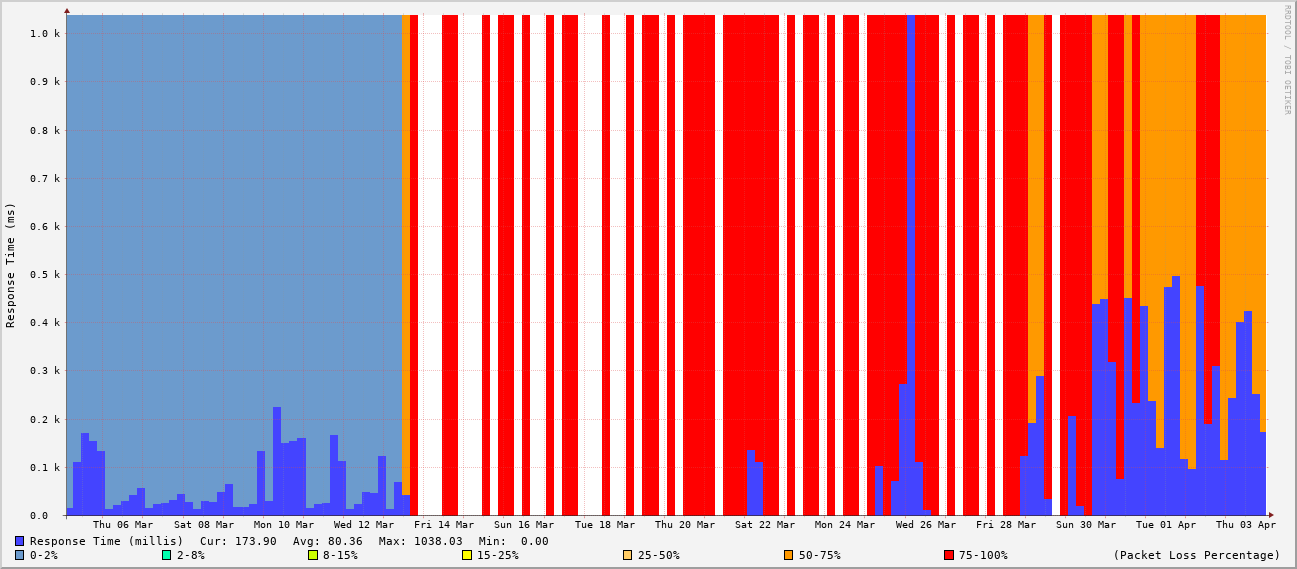 1.0 k
0.9 k
0.8 k
0.7 k
0.6 k
0.5 k
0.4 k
0.3 k
0.2 k
0.1 k
0.0
Response Time (ms)
RRDTOOL / TOBI OETIKER
Thu 06 Mar Sat 08 Mar Mon 10 Mar Wed 12 Mar Fri 14 Mar Sun 16 Mar Tue 18 Mar Thu 20 Mar Sat 22 Mar Mon 24 Mar Wed 26 Mar Fri 28 Mar Sun 30 Mar Tue 01 Apr Thu 03 Apr
Response Time (millis) Cur: 173.90 Avg: 80.36 Max: 1038.03 Min: 0.00
0-2% 2-8% 8-15% 15-25% 25-50% 50-75% 75-100% (Packet Loss Percentage)